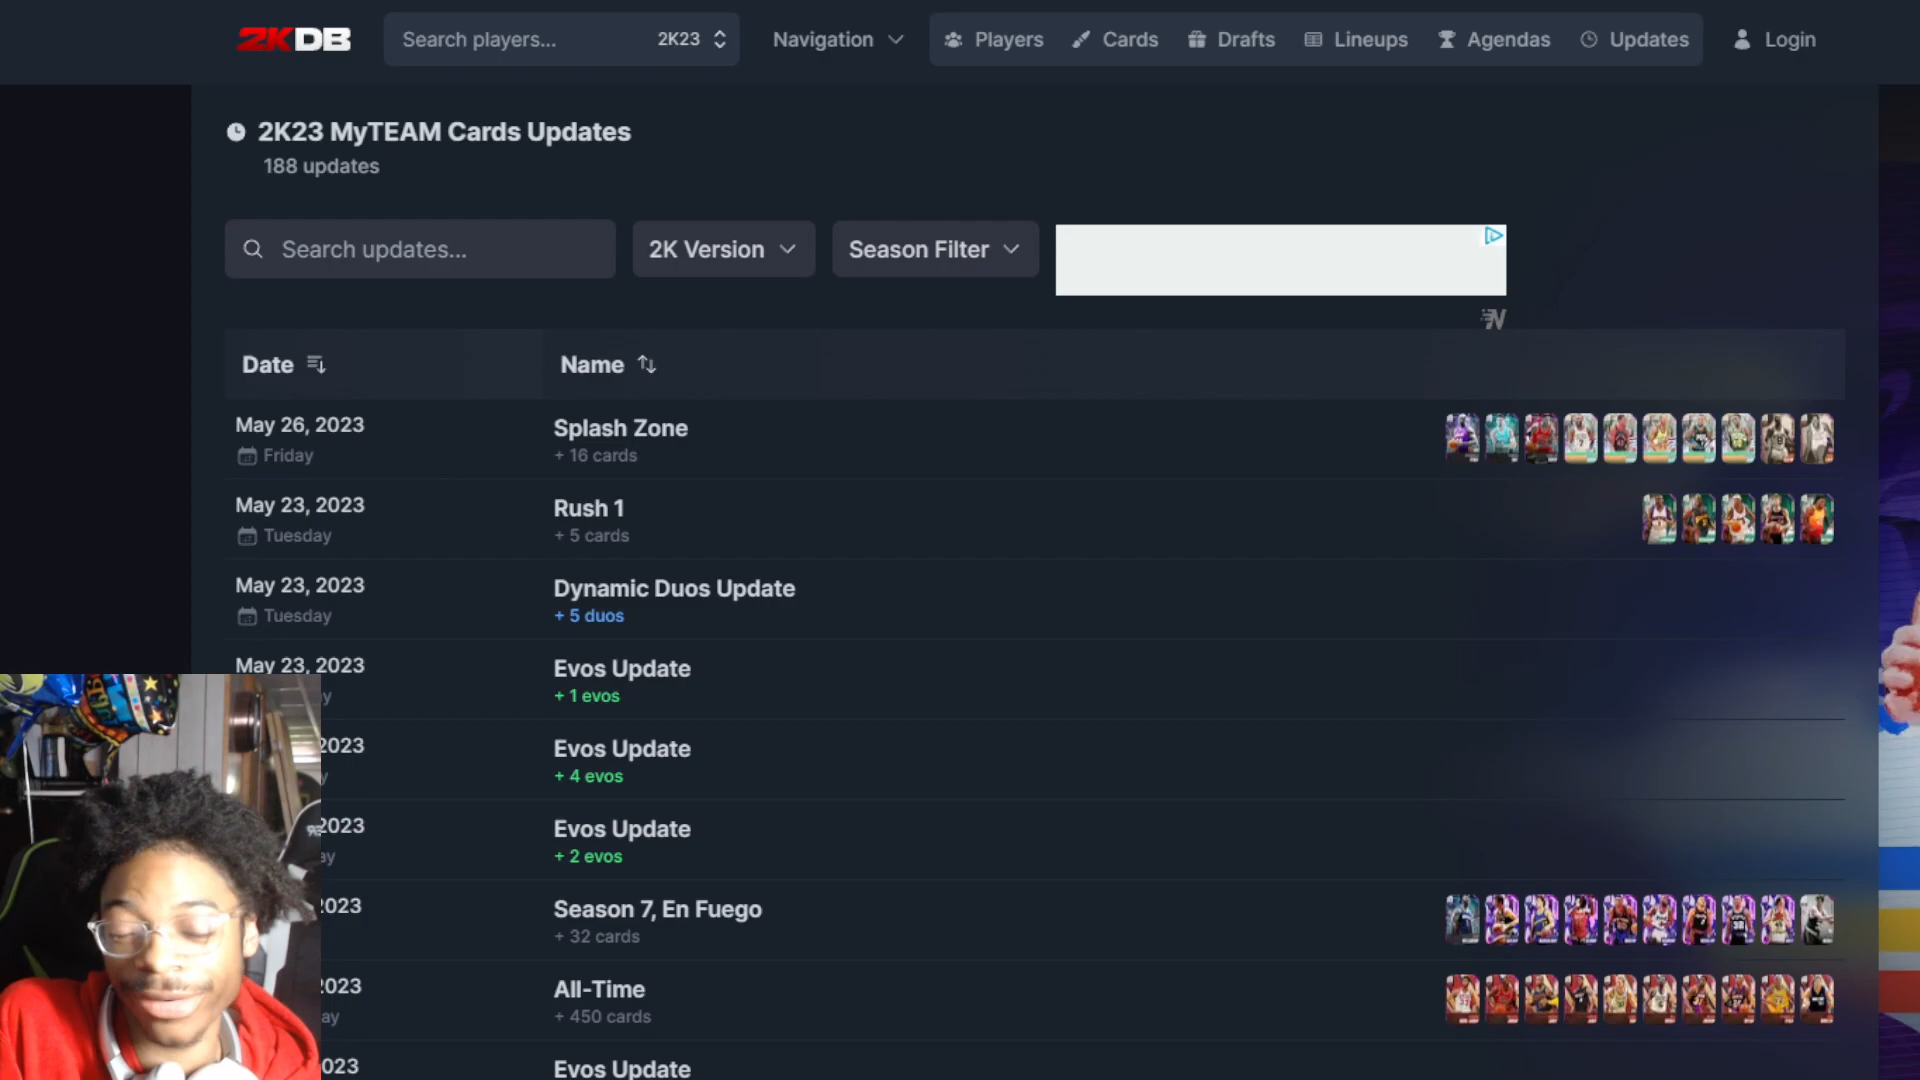 2KDB
Search players...
2K23
Navigation
Players
Cards
Drafts
Lineups
Agendas
Updates
Login
2K23 MyTEAM Cards Updates
188 updates
Search updates...
2K Version
Season Filter
Date
Name
May 26, 2023
Friday
Splash Zone
+ 16 cards
May 23, 2023
Tuesday
Rush 1
+ 5 cards
May 23, 2023
Tuesday
Dynamic Duos Update
+ 5 duos
May 23, 2023
y
Evos Update
+ 1 evos
2023
y
Evos Update
+ 4 evos
2023
ay
Evos Update
+ 2 evos
2023
Season 7, En Fuego
+ 32 cards
2023
ay
All-Time
+ 450 cards
023
Evos Update